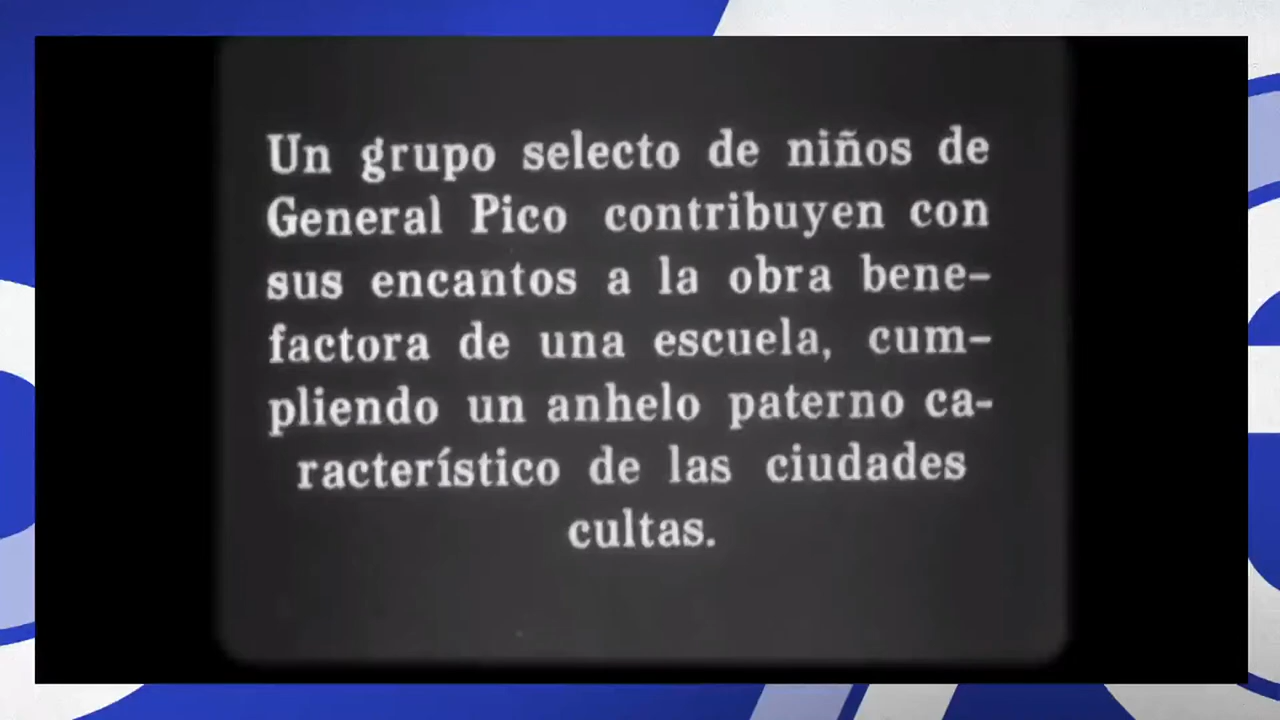 Un grupo selecto de niños de
General Pico contribuyen con
sus encantos a la obra bene-
factora de una escuela, cum-
pliendo un anhelo paterno ca-
racterístico de las ciudades
cultas.